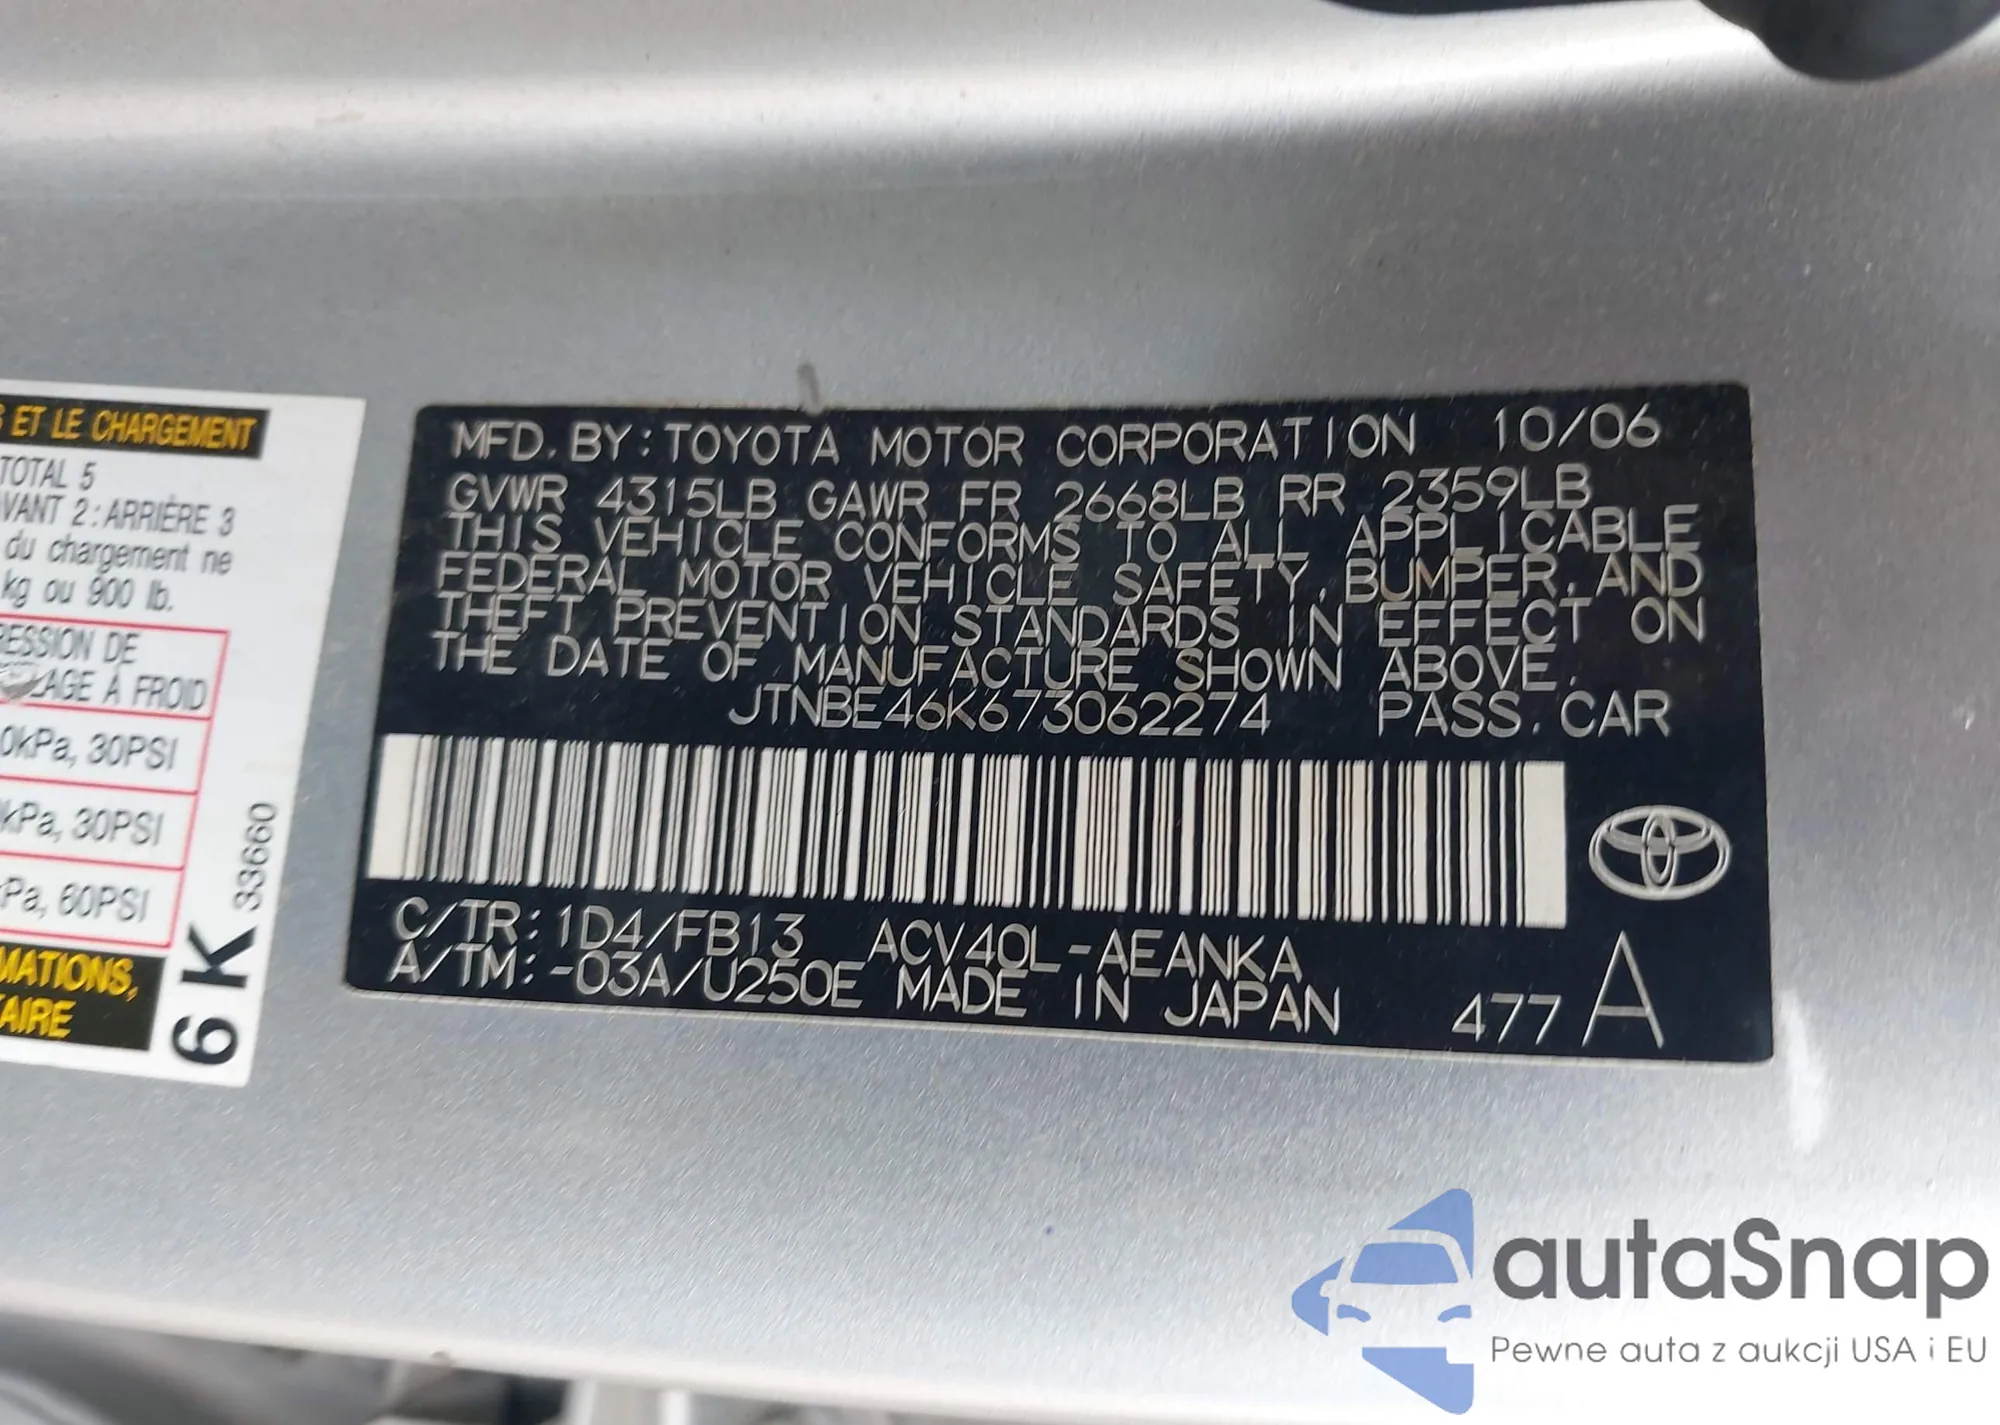 S ET LE CHARGEMENT
TOTAL 5
VANT 2 : ARRIÈRE 3
du chargement ne
kg ou 900 lb.
RESSION DE
LAGE À FROID
0kPa, 30PSI
kPa, 30PSI
kPa, 60PSI
MATIONS,
AIRE
6 K 33660
MFD. BY : TOYOTA MOTOR CORPORATION 10/06
GVWR 4315LB GAWR FR 2668LB RR 2359LB
THIS VEHICLE CONFORMS TO ALL APPLICABLE
FEDERAL MOTOR VEHICLE SAFETY, BUMPER, AND
THEFT PREVENTION STANDARDS IN EFFECT ON
THE DATE OF MANUFACTURE SHOWN ABOVE.
JTNBE46K673062274 PASS. CAR
C/TR: 1D4/FB13 ACV40L-AEANKA
A/TM: -03A/U250E MADE IN JAPAN 477 A
autaSnap
Pewne auta z aukcji USA i EU